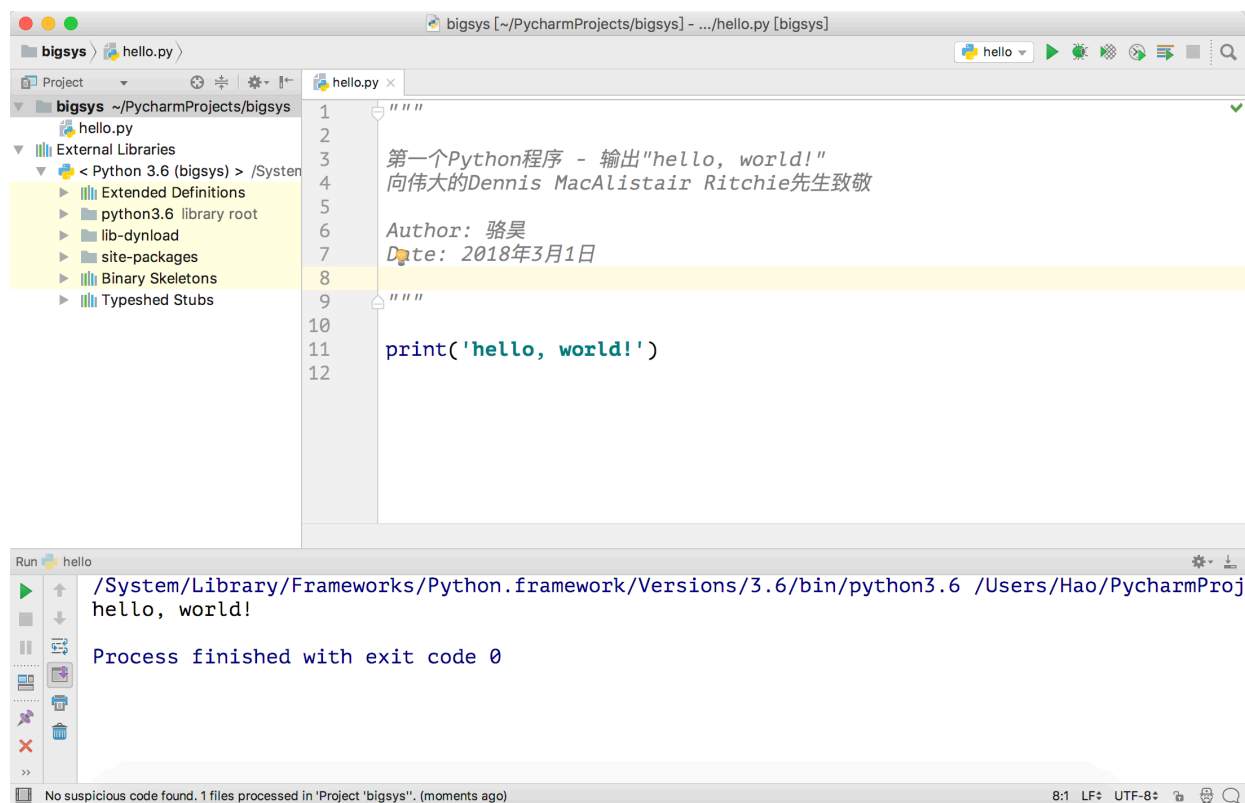 bigsys [~/PycharmProjects/bigsys] - .../hello.py [bigsys]
bigsys hello.py hello
Project hello.py
bigsys ~/PycharmProjects/bigsys
hello.py
External Libraries
< Python 3.6 (bigsys) > /System
Extended Definitions
python3.6 library root
lib-dynload
site-packages
Binary Skeletons
Typeshed Stubs
1 """
2
3 第一个Python程序 - 输出"hello, world!"
4 向伟大的Dennis MacAlistair Ritchie先生致敬
5
6 Author: 骆昊
7 Date: 2018年3月1日
8
9 """
10
11 print('hello, world!')
12
Run hello
/System/Library/Frameworks/Python.framework/Versions/3.6/bin/python3.6 /Users/Hao/PycharmProj
hello, world!
Process finished with exit code 0
No suspicious code found. 1 files processed in 'Project 'bigsys''. (moments ago) 8:1 LF UTF-8